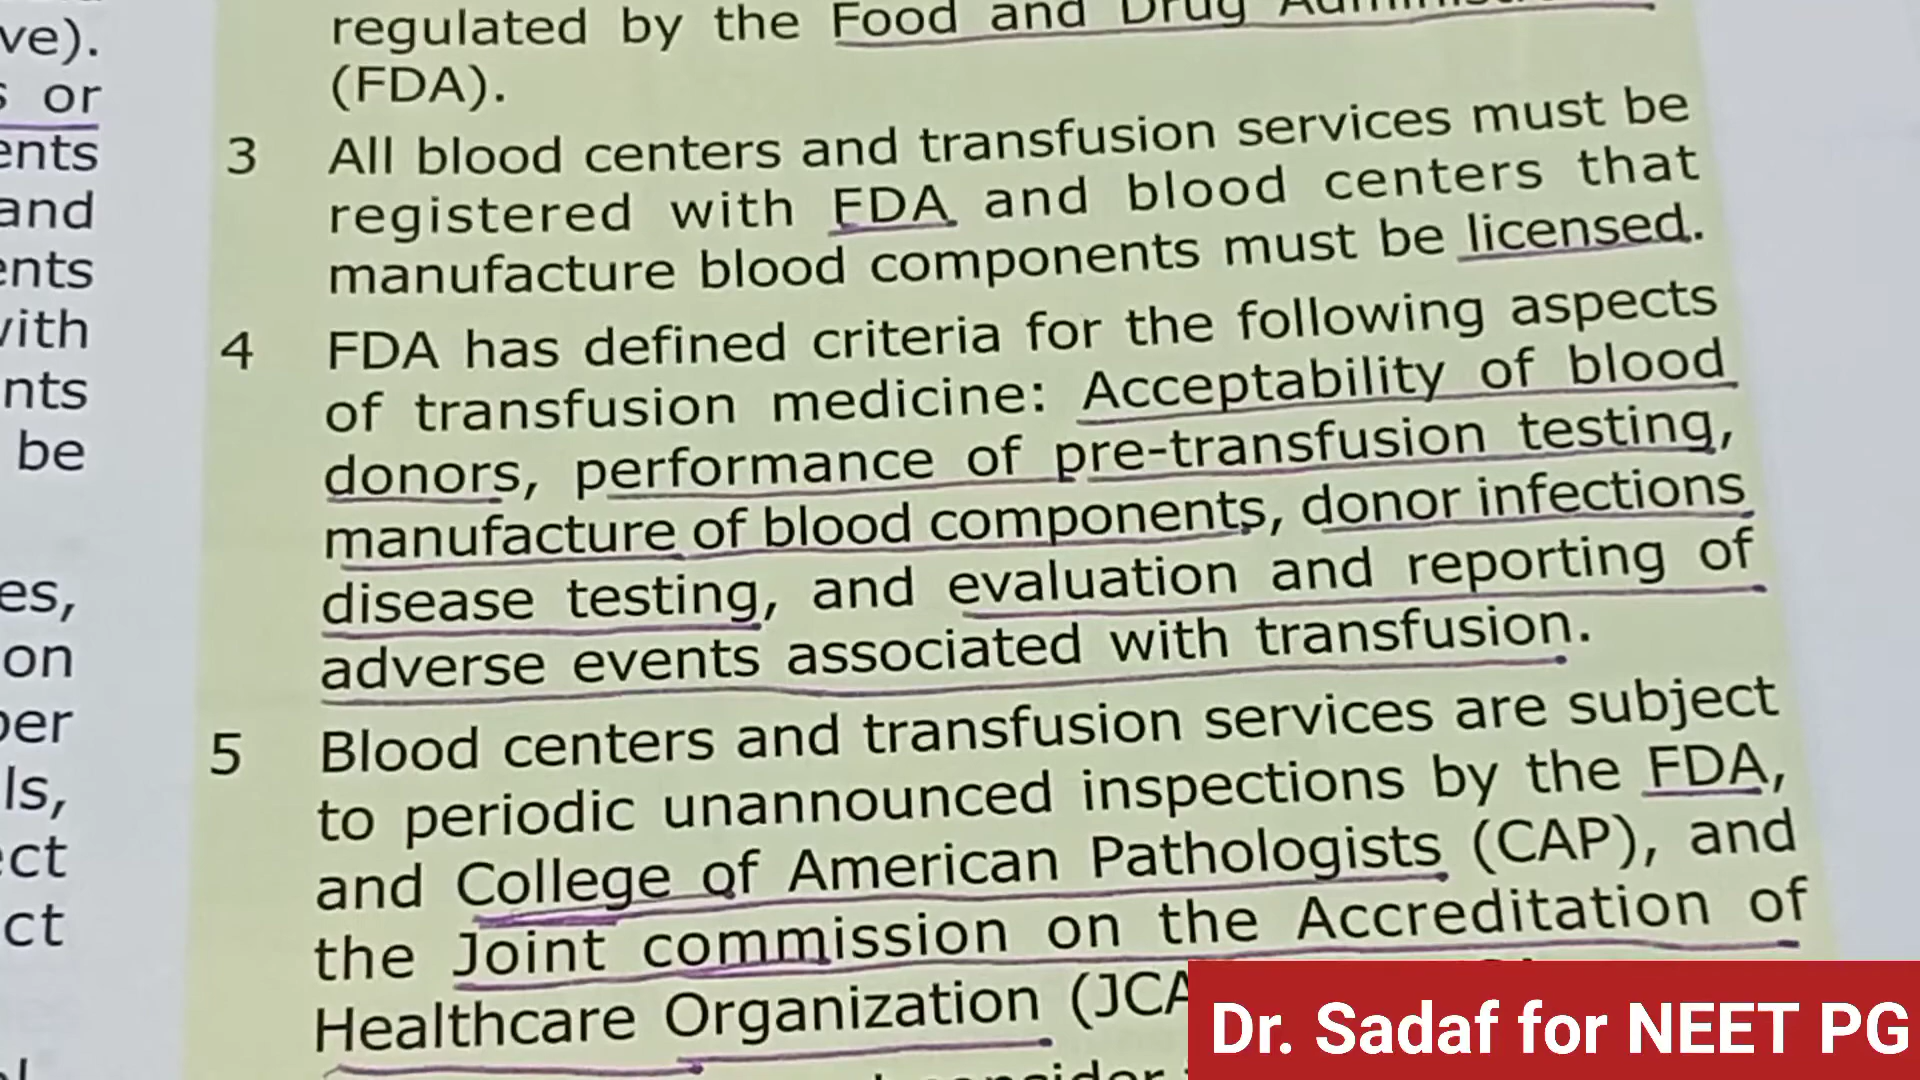 ve).
or
ents
and
ents
with
nts
be
es,
on
per
ls,
ect
ct
regulated by the Food and Drug
(FDA).
3 All blood centers and transfusion services must be
registered with FDA and blood centers that
manufacture blood components must be licensed.
4 FDA has defined criteria for the following aspects
of transfusion medicine: Acceptability of blood
donors, performance of pre-transfusion testing,
manufacture of blood components, donor infections
disease testing, and evaluation and reporting of
adverse events associated with transfusion.
5 Blood centers and transfusion services are subject
to periodic unannounced inspections by the FDA,
and College of American Pathologists (CAP), and
the Joint commission on the Accreditation of
Healthcare Organization (JCA
Dr. Sadaf for NEET PG